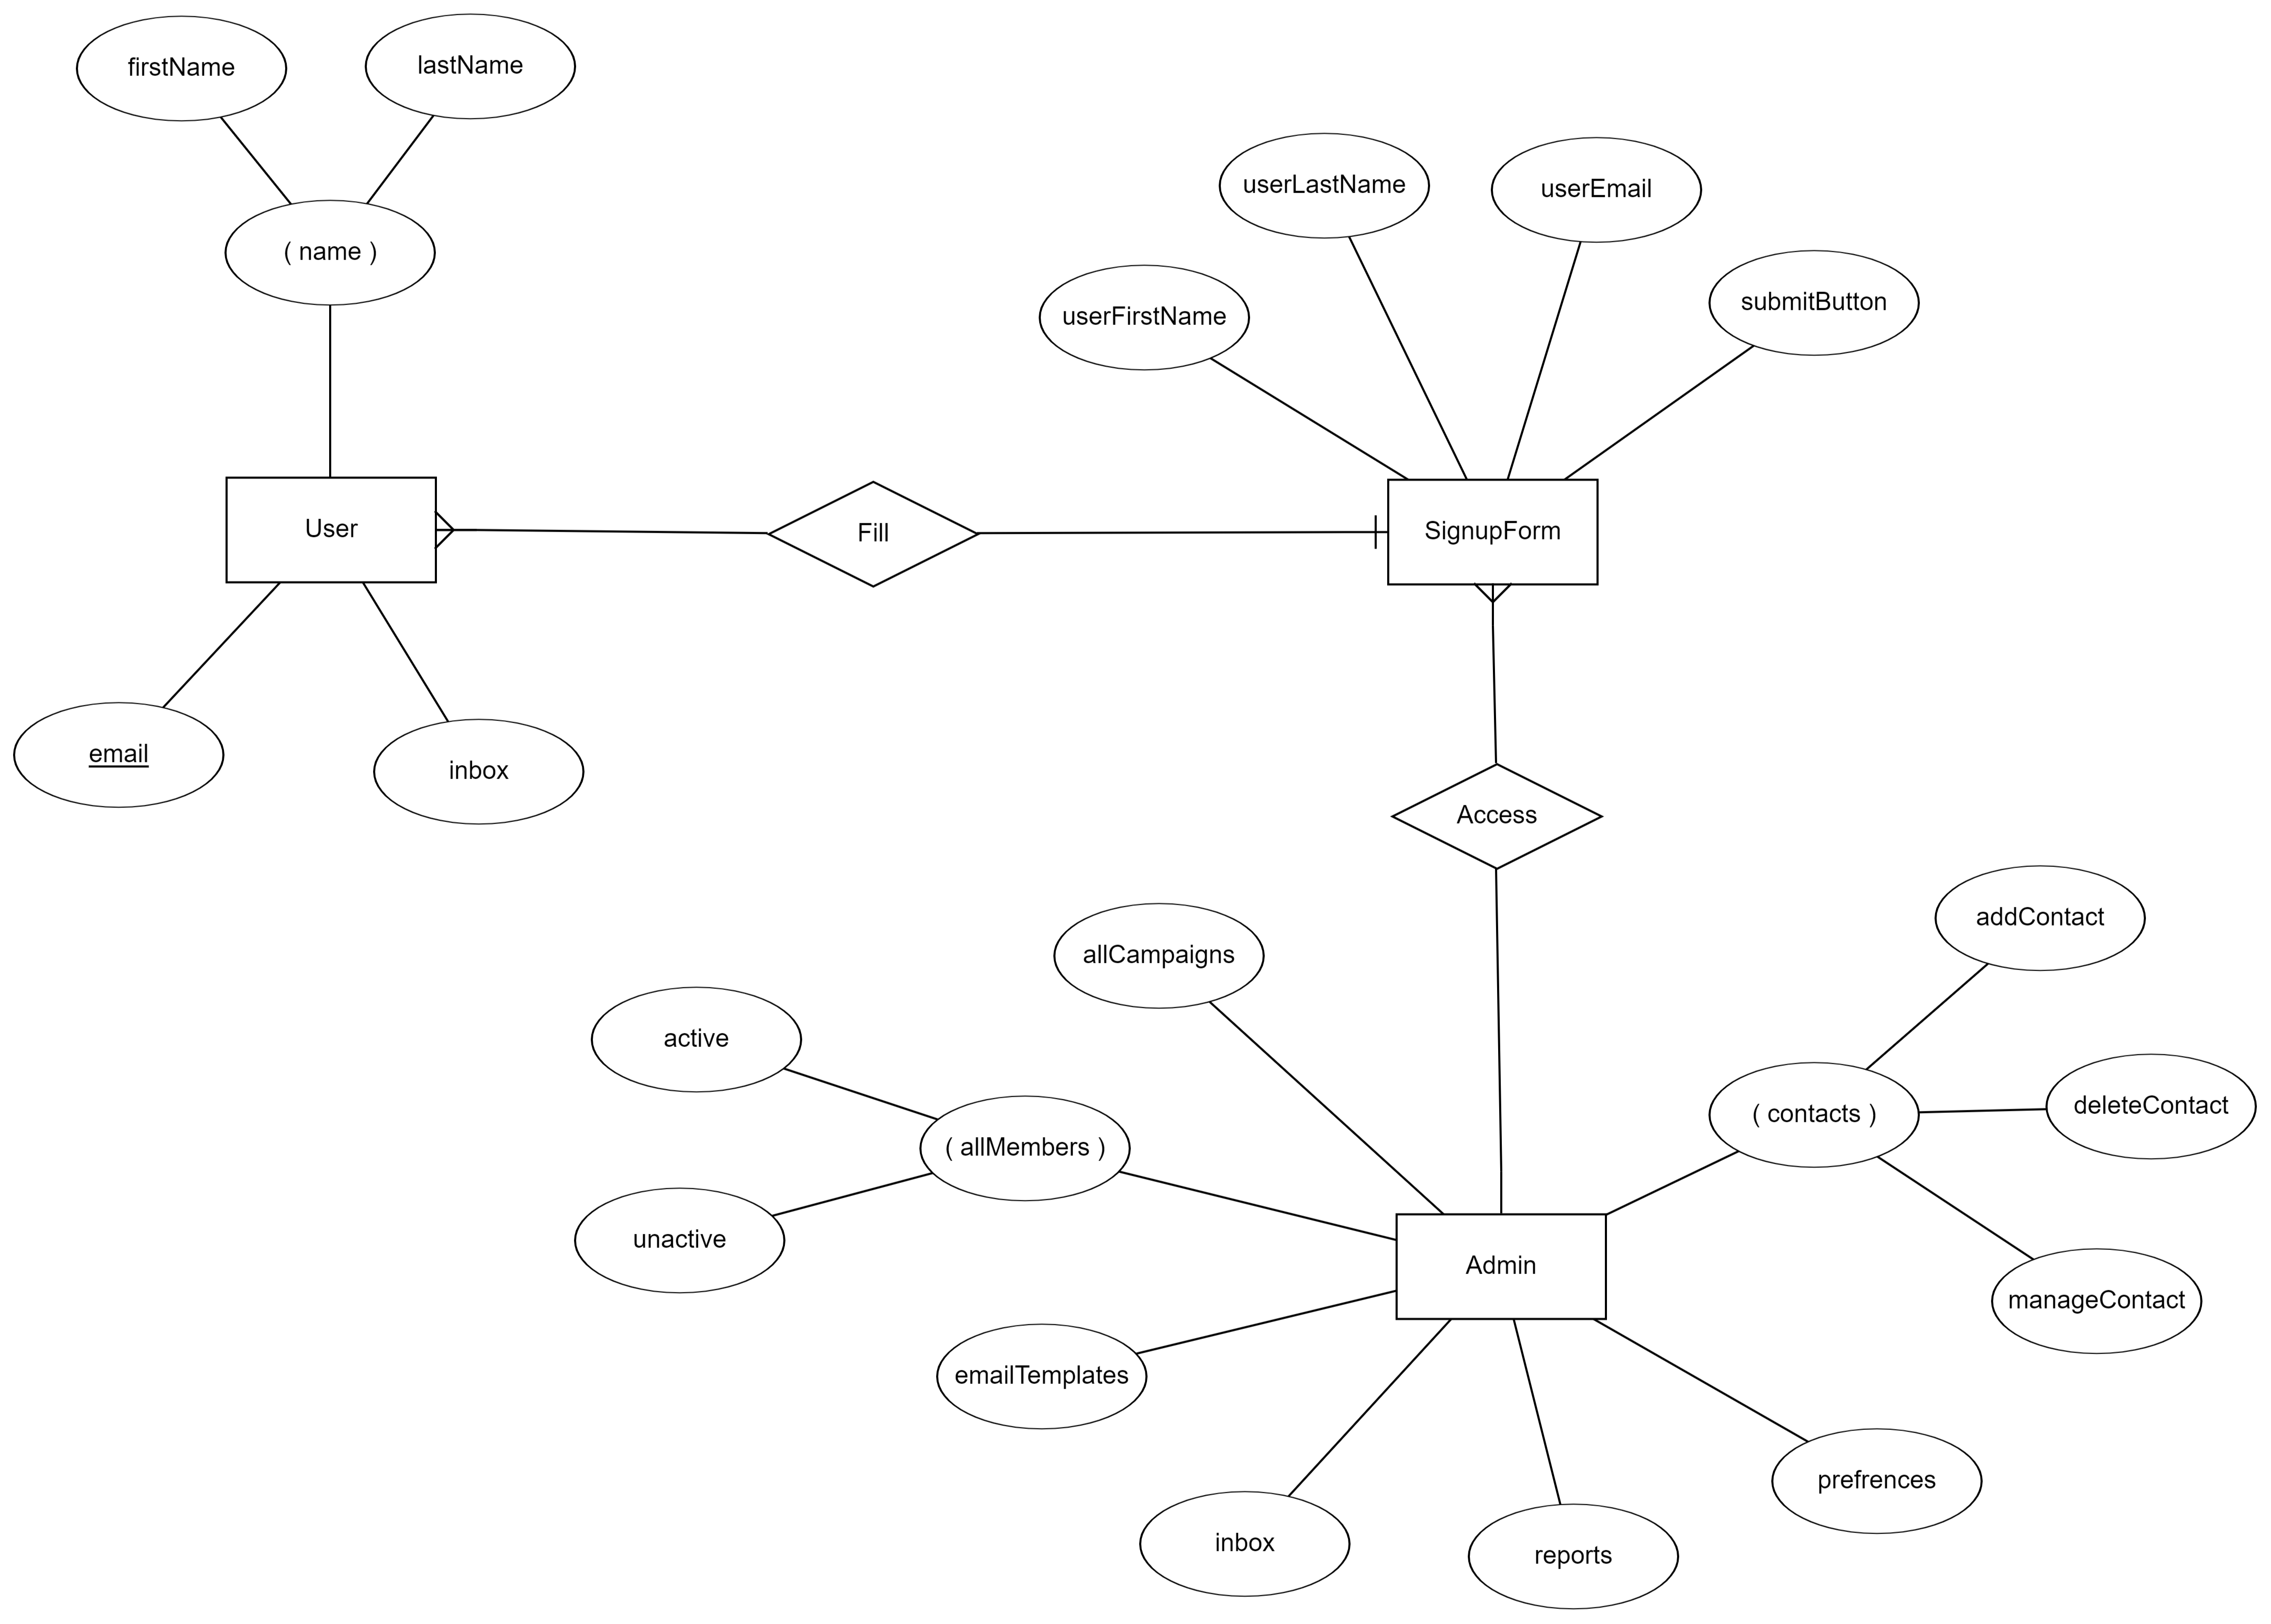 firstName
lastName
( name )
userLastName
userEmail
userFirstName
submitButton
User
Fill
SignupForm
email
inbox
Access
addContact
allCampaigns
active
( allMembers )
( contacts )
deleteContact
unactive
Admin
manageContact
emailTemplates
prefrences
inbox
reports